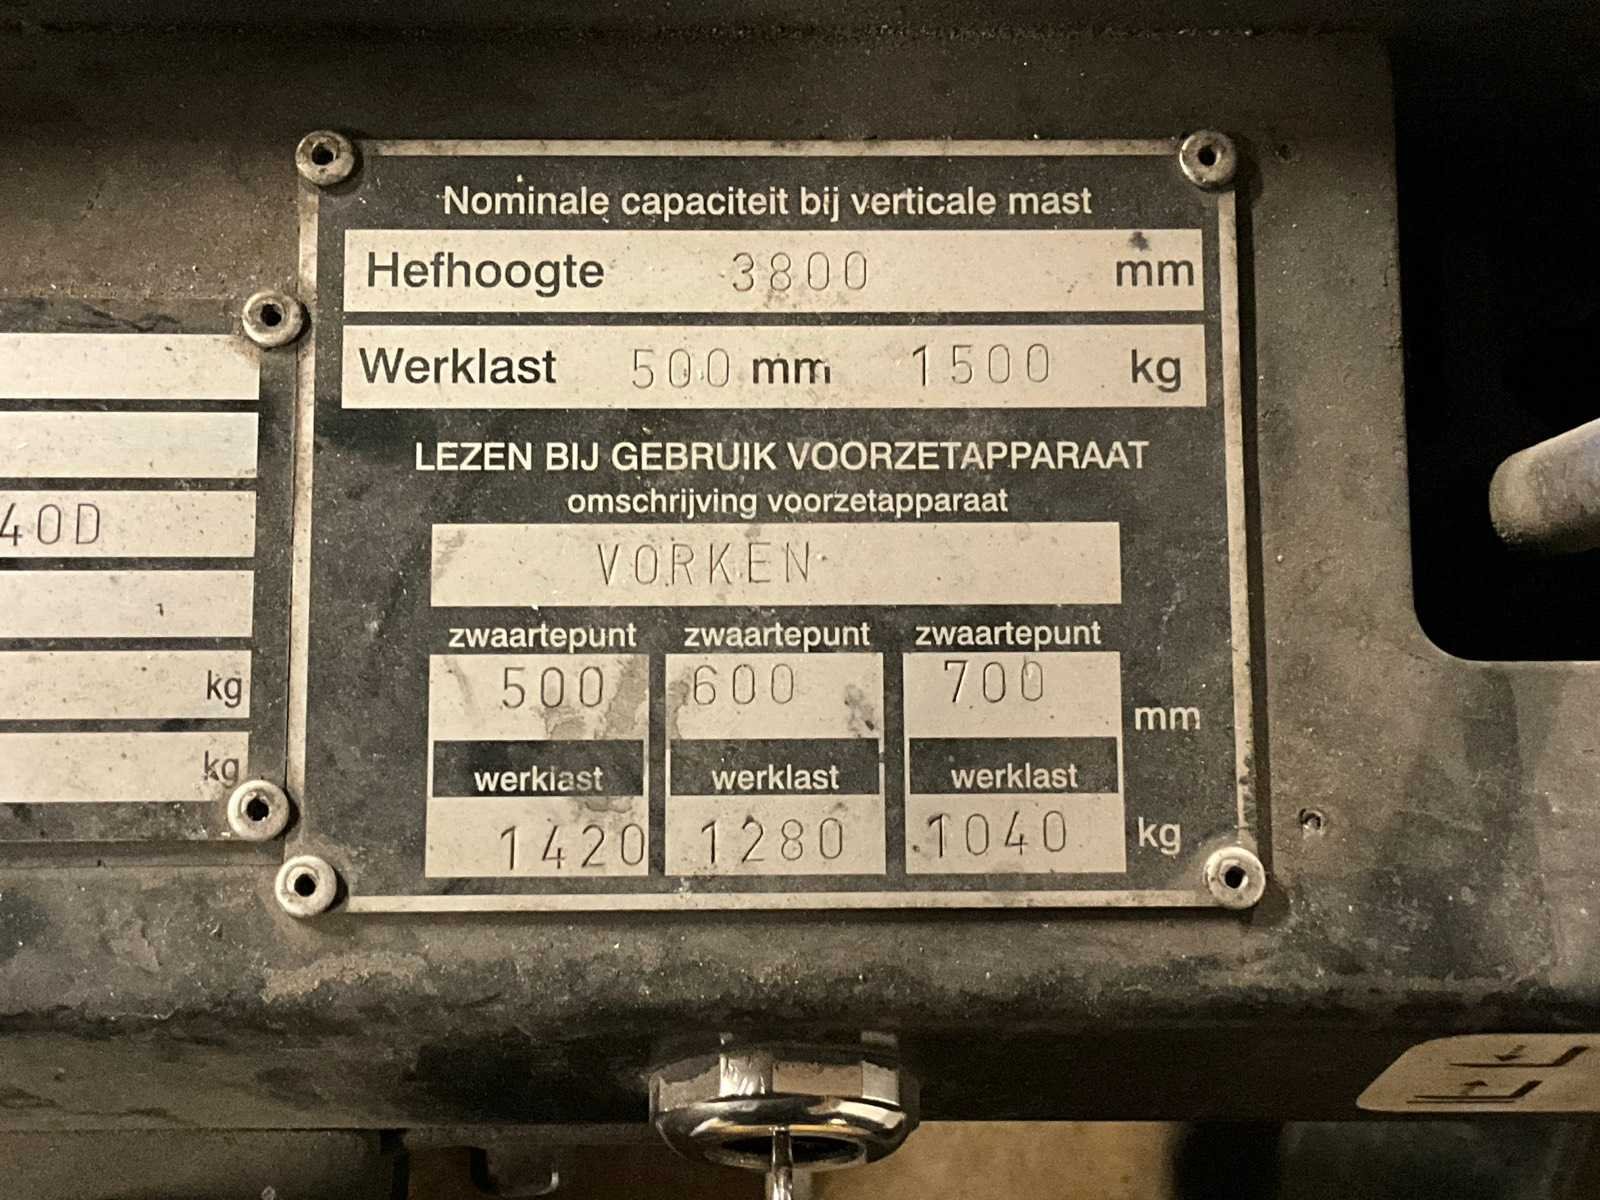 Nominale capaciteit bij verticale mast
Hefhoogte 3800 mm
Werklast 500 mm 1500 kg
LEZEN BIJ GEBRUIK VOORZETAPPARAAT
omschrijving voorzetapparaat
VORKEN
zwaartepunt zwaartepunt zwaartepunt
500 600 700 mm
werklast werklast werklast
1420 1280 1040 kg
40D
kg
kg